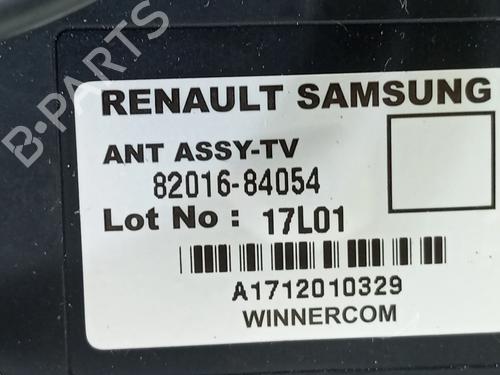 B-PARTS
RENAULT SAMSUNG
ANT ASSY-TV
82016-84054
Lot No : 17L01
A1712010329
WINNERCOM